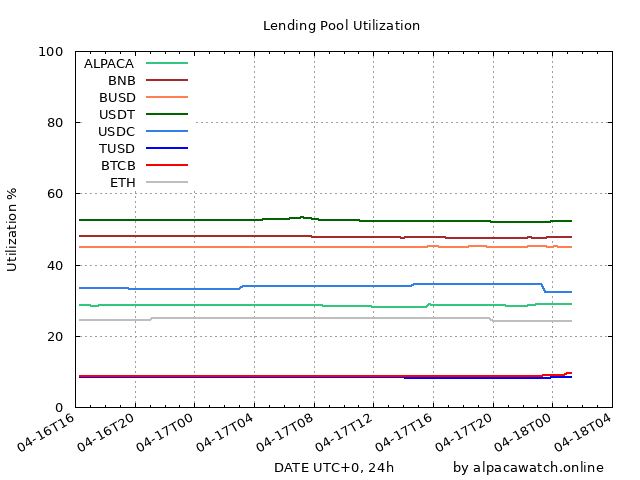 Lending Pool Utilization
100
80
60
40
20
0
Utilization %
ALPACA
BNB
BUSD
USDT
USDC
TUSD
BTCB
ETH
04-16T16
04-16T20
04-17T00
04-17T04
04-17T08
04-17T12
04-17T16
04-17T20
04-18T00
04-18T04
DATE UTC+0, 24h
by alpacawatch.online